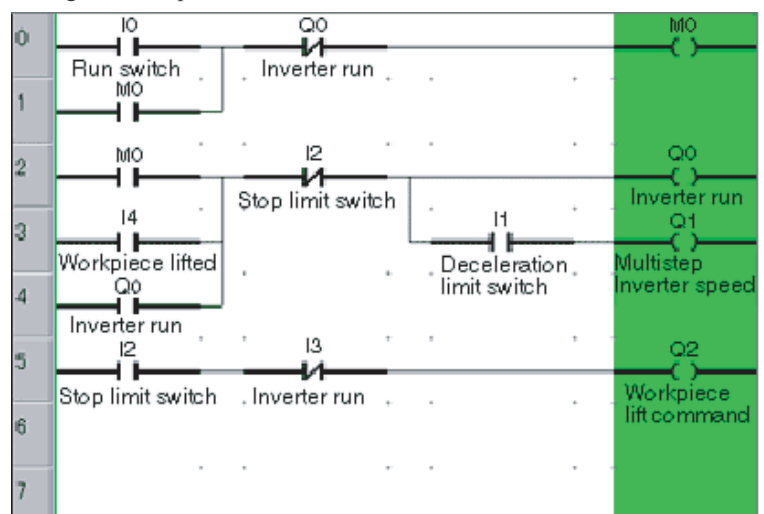 0
I0
Q0
M0
Run switch
Inverter run
1
M0
2
M0
I2
Q0
Stop limit switch
Inverter run
3
I4
I1
Q1
Workpiece lifted
Deceleration
limit switch
Multistep
Inverter speed
4
Q0
Inverter run
5
I2
I3
Q2
Stop limit switch
Inverter run
Workpiece
lift command
6
7